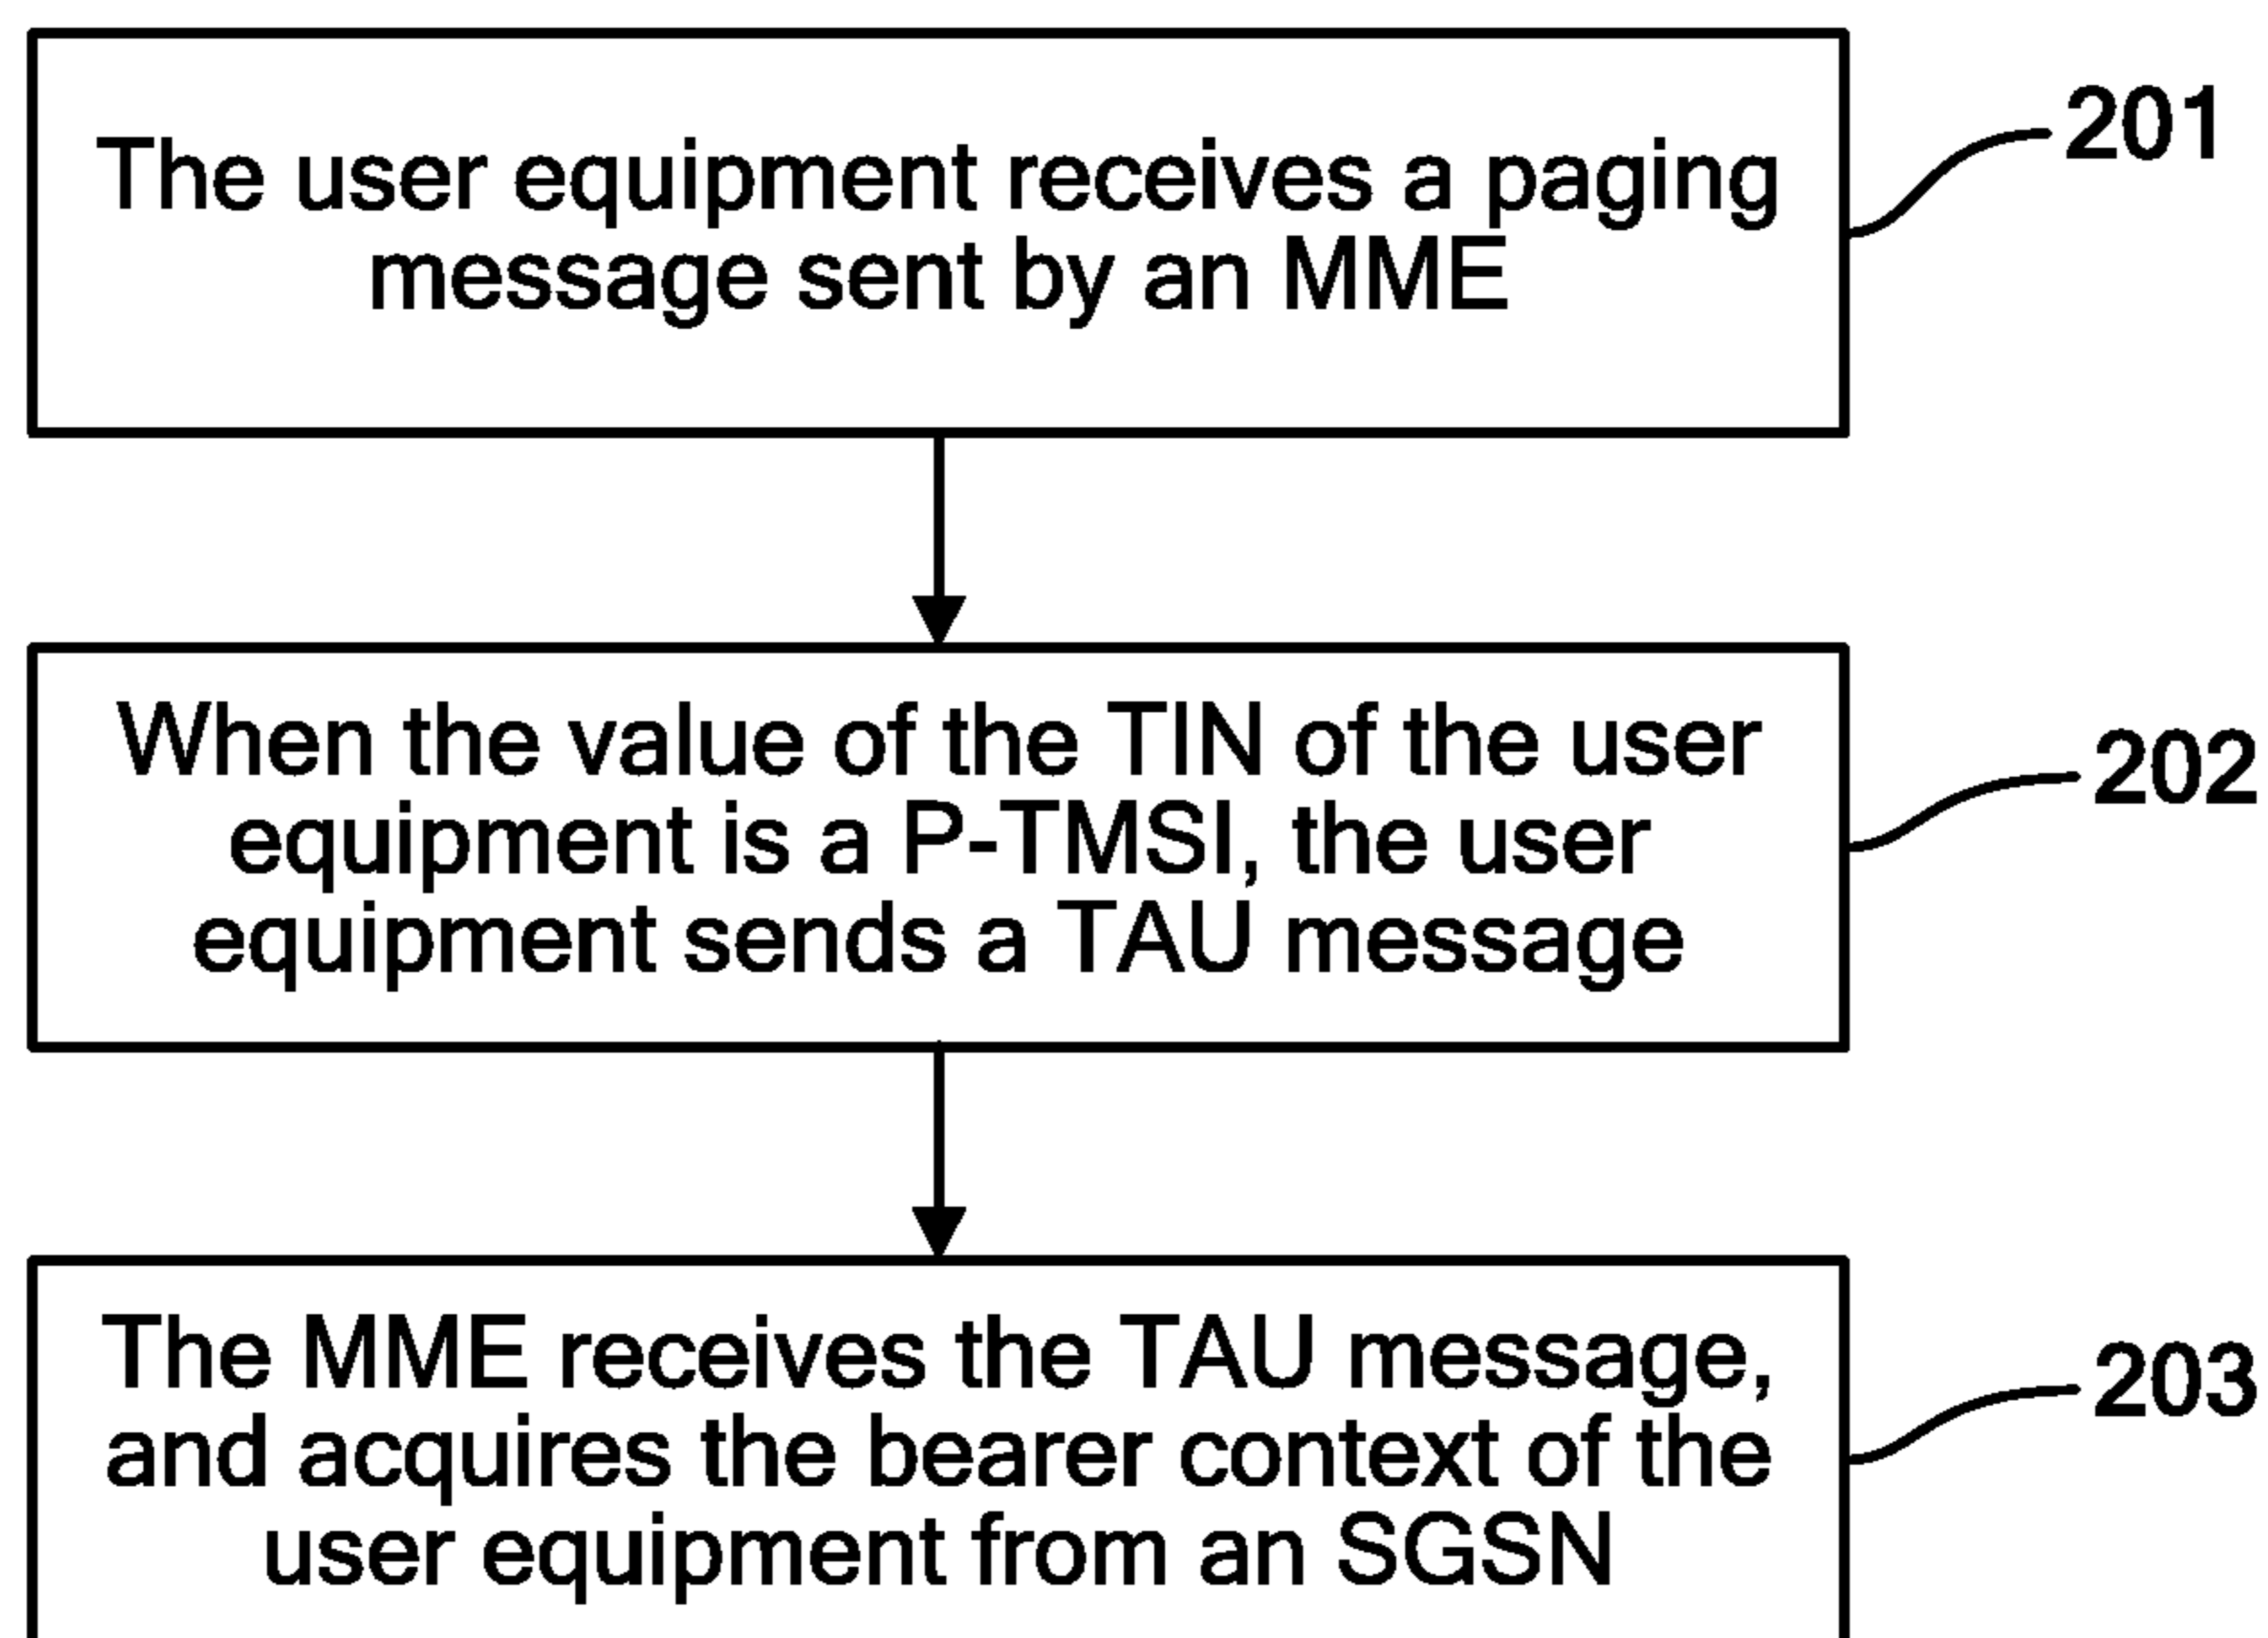 The user equipment receives a paging
message sent by an MME
201
When the value of the TIN of the user
equipment is a P-TMSI, the user
equipment sends a TAU message
202
The MME receives the TAU message,
and acquires the bearer context of the
user equipment from an SGSN
203